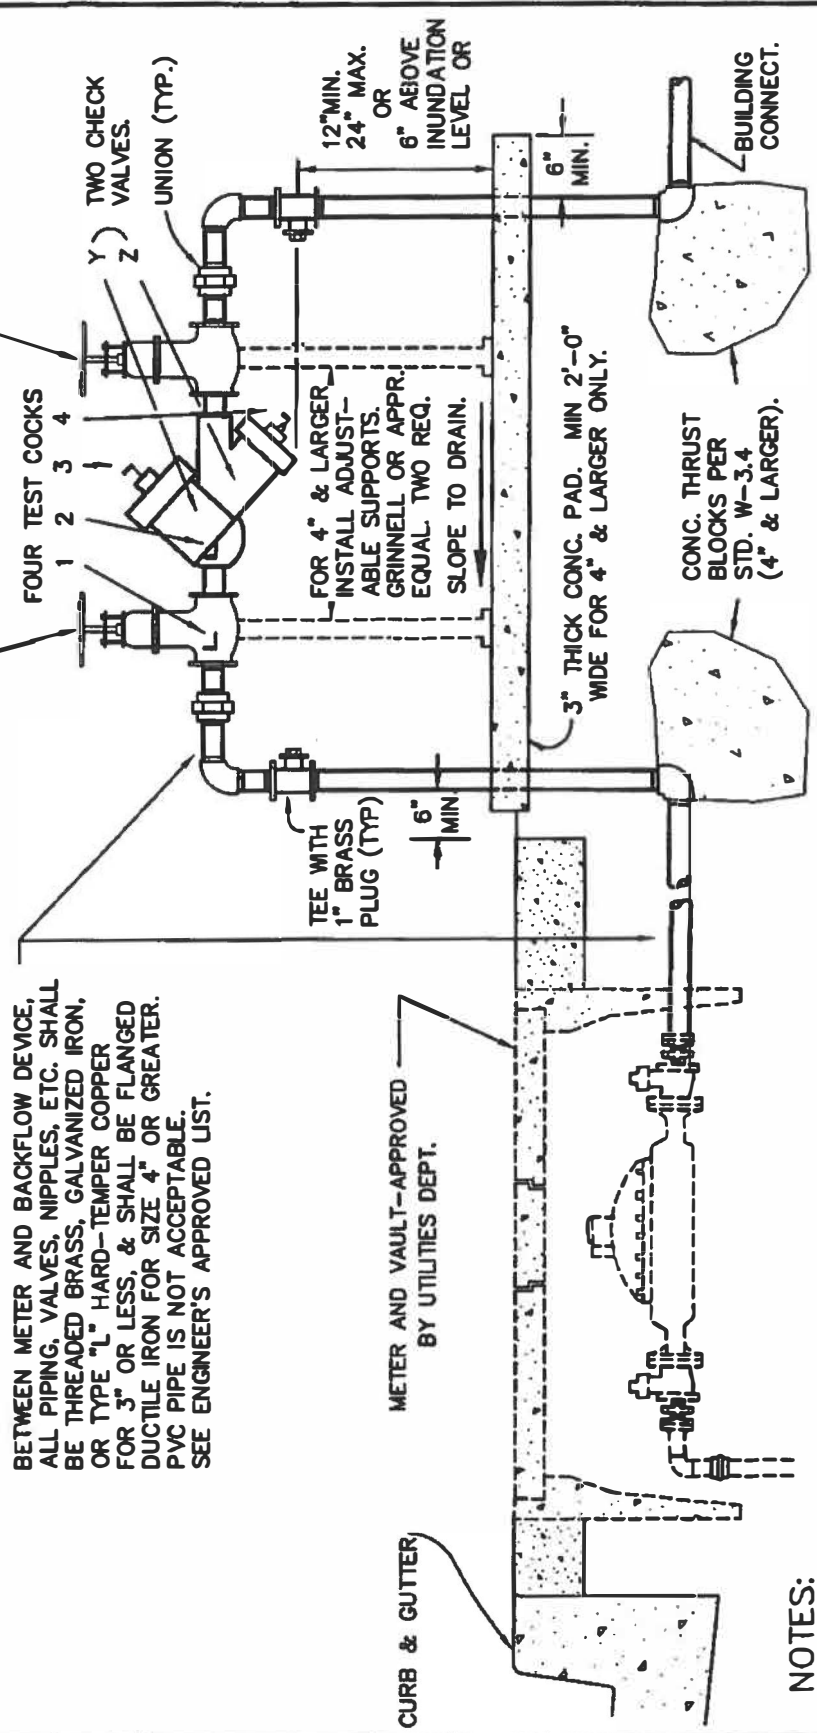 BETWEEN METER AND BACKFLOW DEVICE,
ALL PIPING, VALVES, NIPPLES, ETC. SHALL
BE THREADED BRASS, GALVANIZED IRON,
OR TYPE "L" HARD-TEMPER COPPER
FOR 3" OR LESS, & SHALL BE FLANGED
DUCTILE IRON FOR SIZE 4" OR GREATER.
PVC PIPE IS NOT ACCEPTABLE.
SEE ENGINEER'S APPROVED LIST.
FOUR TEST COCKS
1 2 3 4
Y ) TWO CHECK
Z VALVES.
UNION (TYP.)
12"MIN.
24" MAX.
OR
6" ABOVE
INUNDATION
LEVEL OR
TEE WITH
1" BRASS
PLUG (TYP)
FOR 4" & LARGER
INSTALL ADJUST-
ABLE SUPPORTS.
GRINNELL OR APPR.
EQUAL. TWO REQ.
SLOPE TO DRAIN.
6"
MIN.
6"
MIN.
3" THICK CONC. PAD. MIN 2'-0"
WIDE FOR 4" & LARGER ONLY.
BUILDING
CONNECT.
CONC. THRUST
BLOCKS PER
STD. W-3.4
(4" & LARGER).
METER AND VAULT-APPROVED
BY UTILITIES DEPT.
CURB & GUTTER
NOTES: